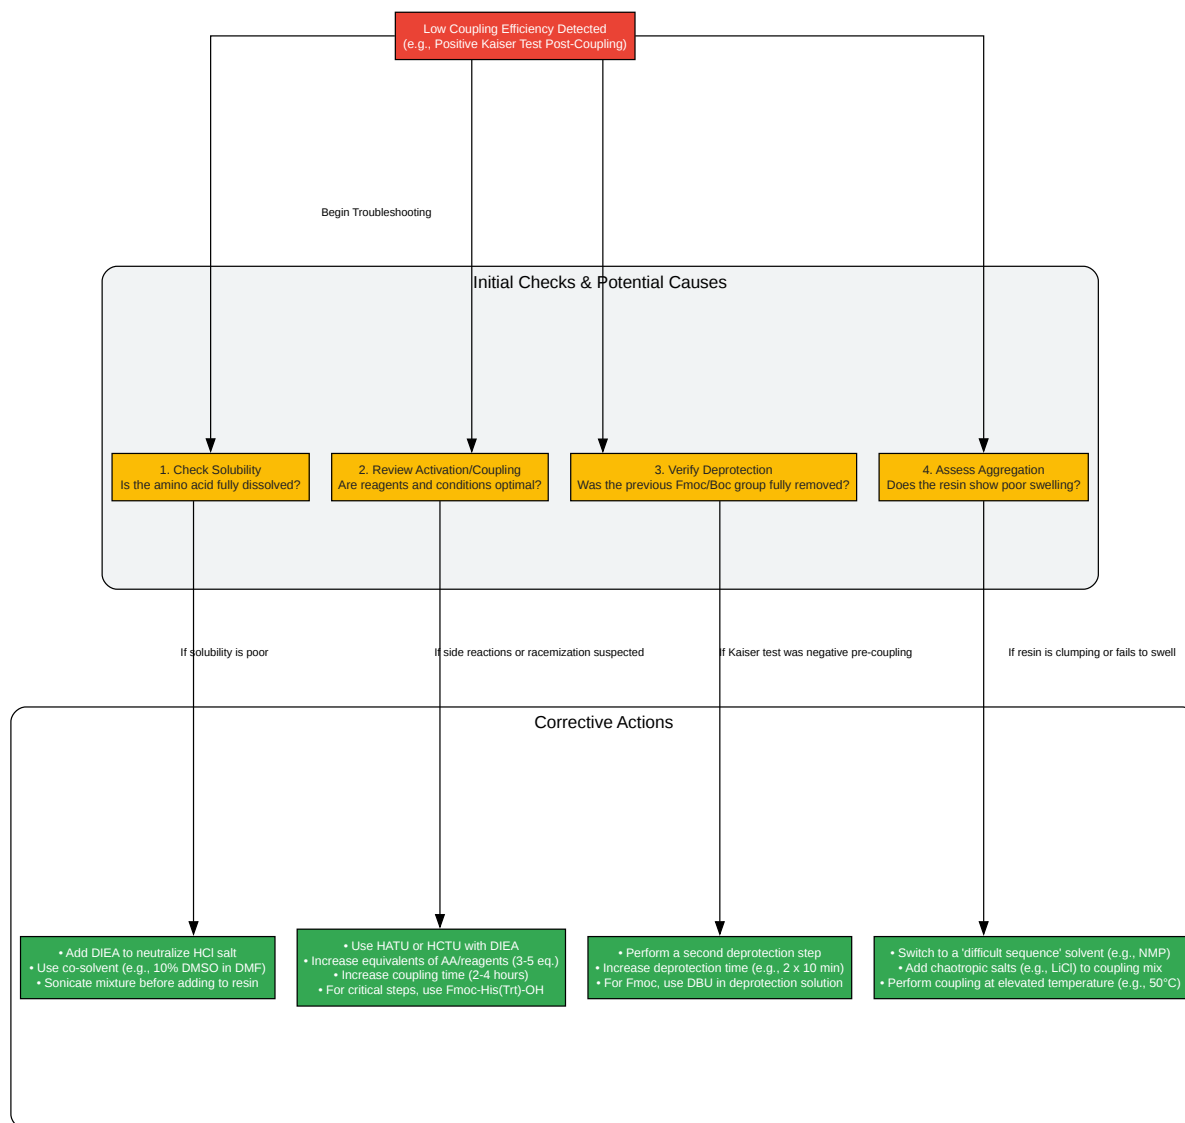 Low Coupling Efficiency Detected
(e.g., Positive Kaiser Test Post-Coupling)
Begin Troubleshooting
Initial Checks & Potential Causes
1. Check Solubility
Is the amino acid fully dissolved?
2. Review Activation/Coupling
Are reagents and conditions optimal?
3. Verify Deprotection
Was the previous Fmoc/Boc group fully removed?
4. Assess Aggregation
Does the resin show poor swelling?
If solubility is poor
If side reactions or racemization suspected
If Kaiser test was negative pre-coupling
If resin is clumping or fails to swell
Corrective Actions
• Add DIEA to neutralize HCl salt
• Use co-solvent (e.g., 10% DMSO in DMF)
• Sonicate mixture before adding to resin
• Use HATU or HCTU with DIEA
• Increase equivalents of AA/reagents (3-5 eq.)
• Increase coupling time (2-4 hours)
• For critical steps, use Fmoc-His(Trt)-OH
• Perform a second deprotection step
• Increase deprotection time (e.g., 2 x 10 min)
• For Fmoc, use DBU in deprotection solution
• Switch to a 'difficult sequence' solvent (e.g., NMP)
• Add chaotropic salts (e.g., LiCl) to coupling mix
• Perform coupling at elevated temperature (e.g., 50°C)